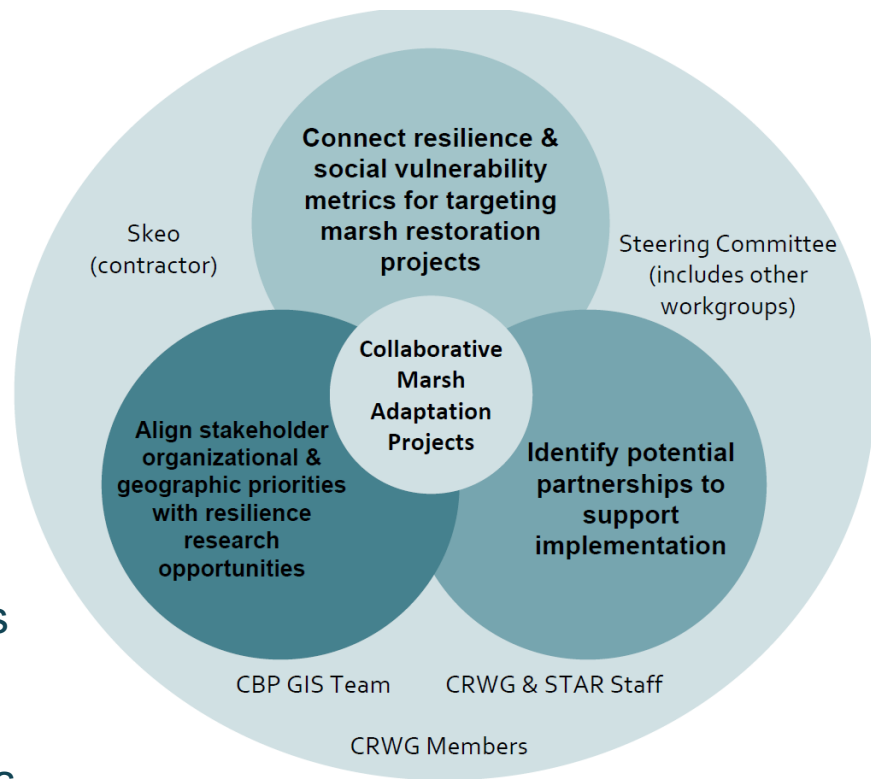 Connect resilience &
social vulnerability
metrics for targeting
marsh restoration
projects
Skeo
(contractor)
Steering Committee
(includes other
workgroups)
Collaborative
Marsh
Adaptation
Projects
Align stakeholder
organizational &
geographic priorities
with resilience
research
opportunities
Identify potential
partnerships to
support
implementation
s
CBP GIS Team
CRWG & STAR Staff
CRWG Members